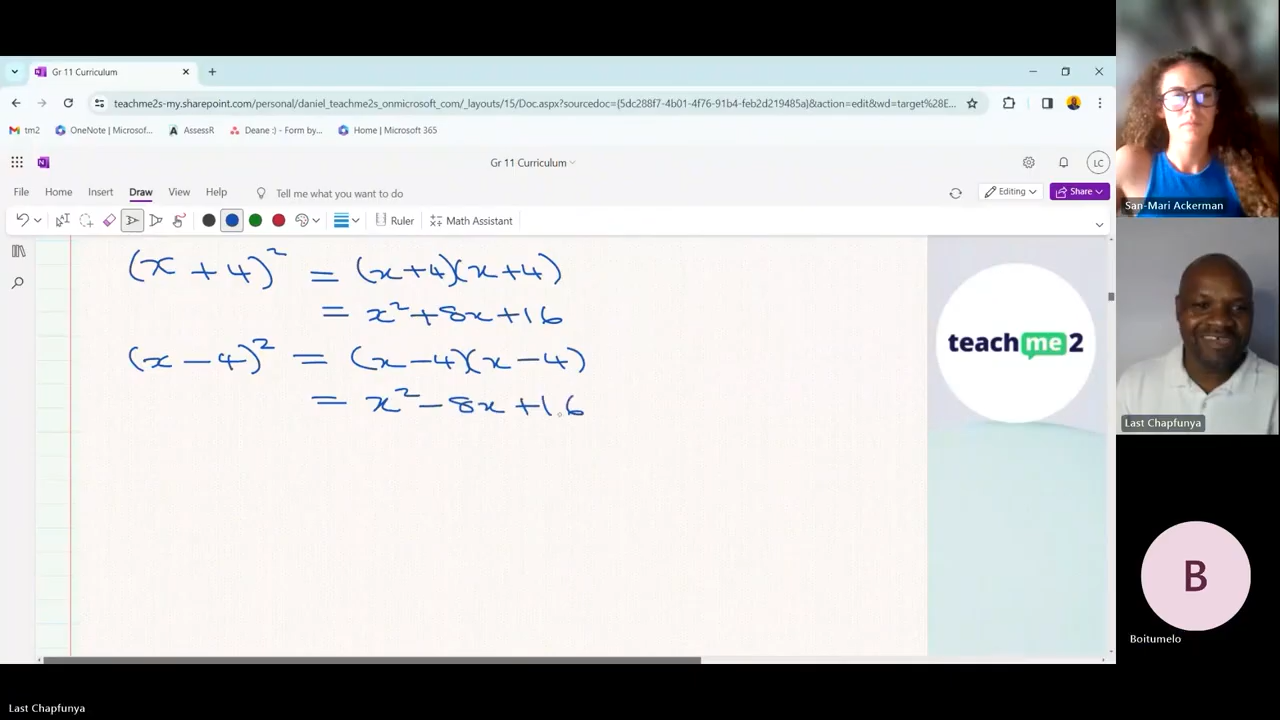 Gr 11 Curriculum
teachme2s-my.sharepoint.com/personal/daniel_teachme2s_onmicrosoft_com/_layouts/15/Doc.aspx?sourcedoc={5dc288f7-4b01-4f76-91b4-feb2d219485a}&action=edit&wd=target%28E...
tm2 OneNote | Microsof... AssessR Deane :) - Form by... Home | Microsoft 365
Gr 11 Curriculum LC
File Home Insert Draw View Help Tell me what you want to do Editing Share
Ruler Math Assistant
(x + 4)² = (x+4)(x+4)
= x²+8x+16
(x − 4)² = (x−4)(x−4)
= x²−8x+16
teachme2
San-Mari Ackerman
Last Chapfunya
B
Boitumelo
Last Chapfunya